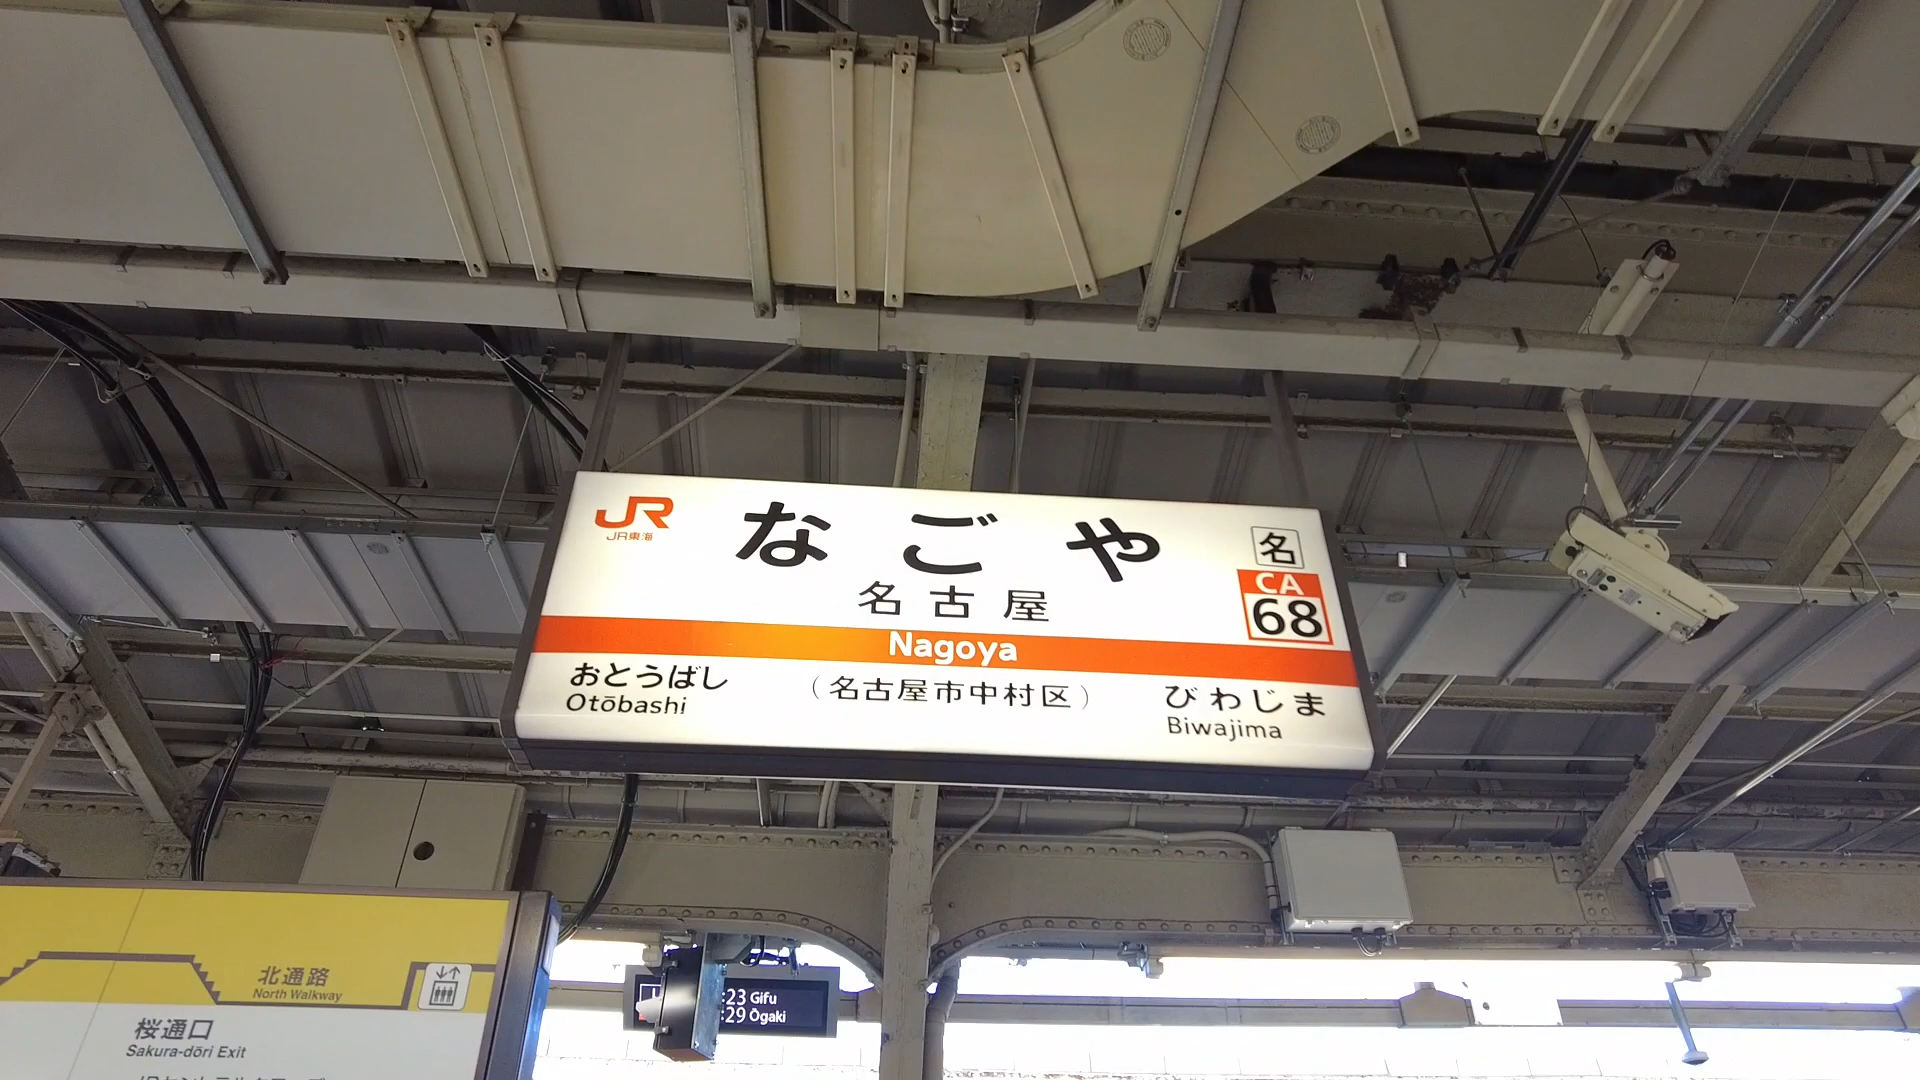 JR
JR東海
なごや
名古屋
名
CA
68
Nagoya
おとうばし
Otōbashi
（名古屋市中村区）
びわじま
Biwajima
北通路
North Walkway
桜通口
Sakura-dōri Exit
:23 Gifu
:29 Ōgaki